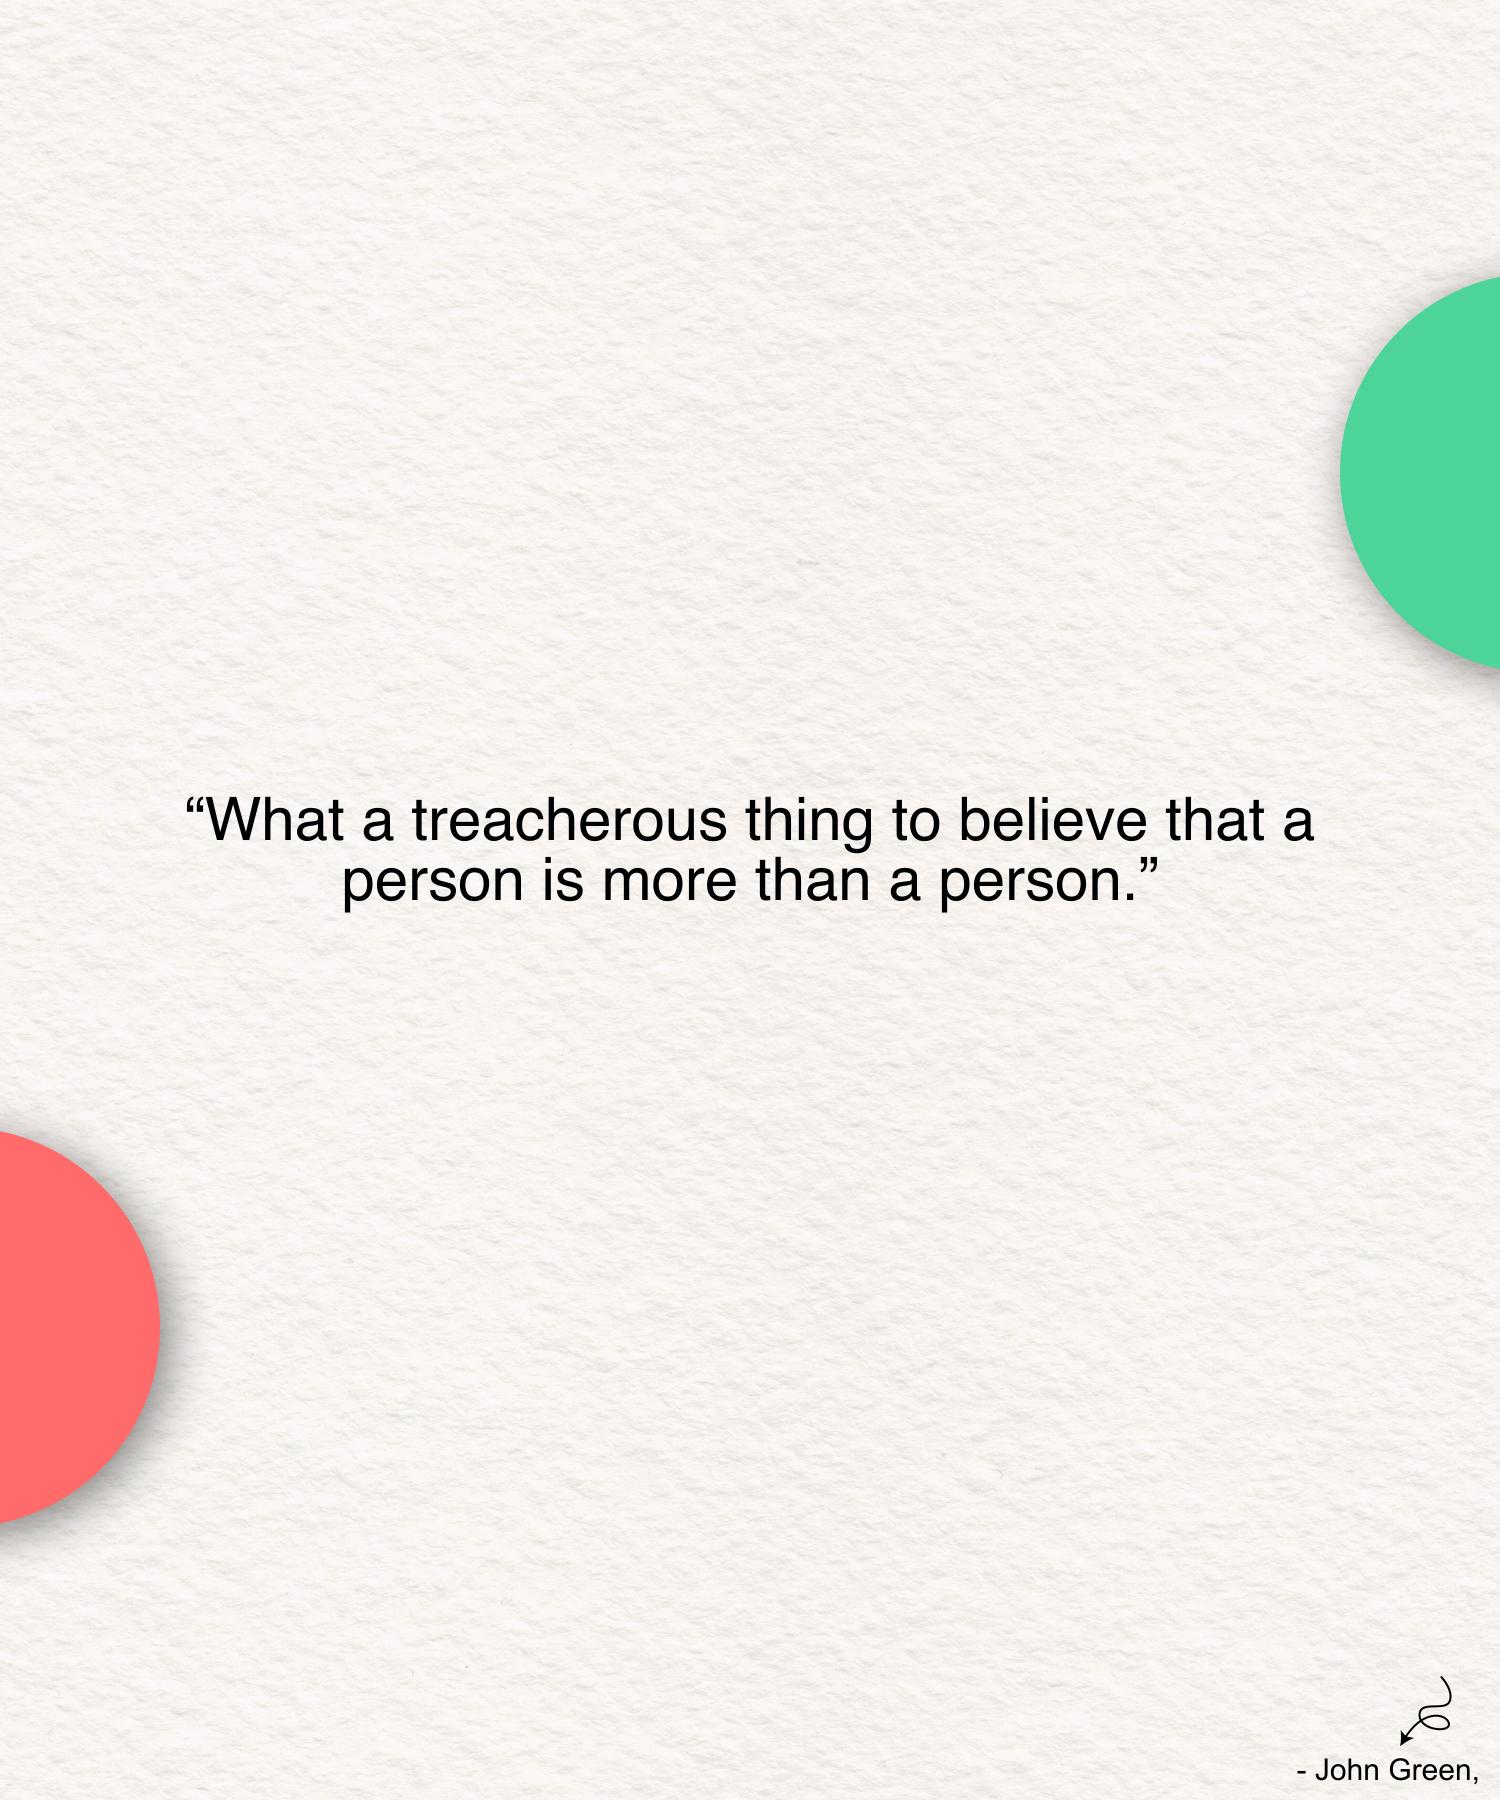 “What a treacherous thing to believe that a
person is more than a person.”
- John Green,